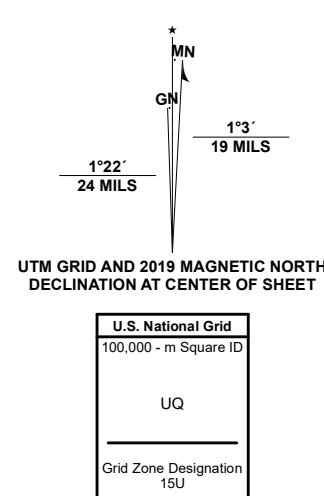 ★
MN
GN
1°3´
19 MILS
1°22´
24 MILS
UTM GRID AND 2019 MAGNETIC NORTH
DECLINATION AT CENTER OF SHEET
U.S. National Grid
100,000 - m Square ID
UQ
Grid Zone Designation
15U